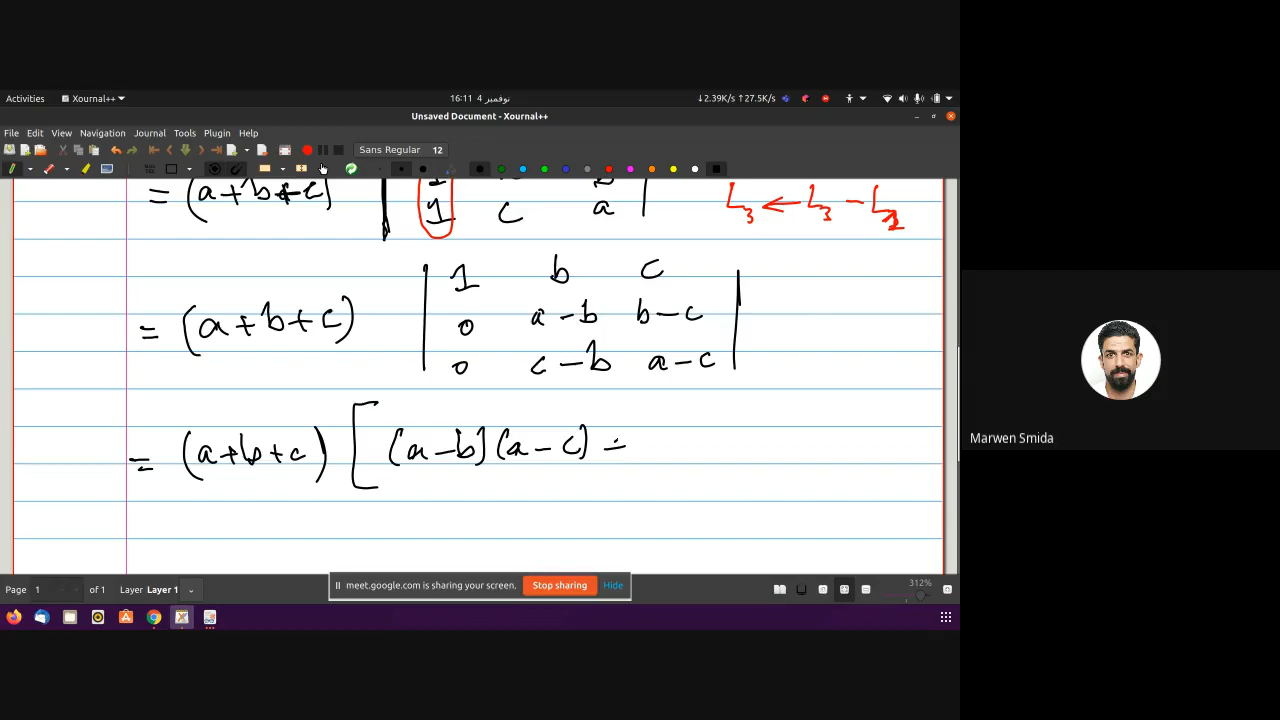 Activities Xournal++ 16:11 نوفمبر 4 ↓2.39K/s ↑27.5K/s
Unsaved Document - Xournal++
File Edit View Navigation Journal Tools Plugin Help
Sans Regular 12
= (a+b+c) | 1 c a | L3 ← L3 - L1
| 1 b c |
= (a+b+c) | 0 a-b b-c |
| 0 c-b a-c |
= (a+b+c) [ (a-b)(a-c) -
Marwen Smida
meet.google.com is sharing your screen. Stop sharing Hide
Page 1 of 1 Layer Layer 1 312%